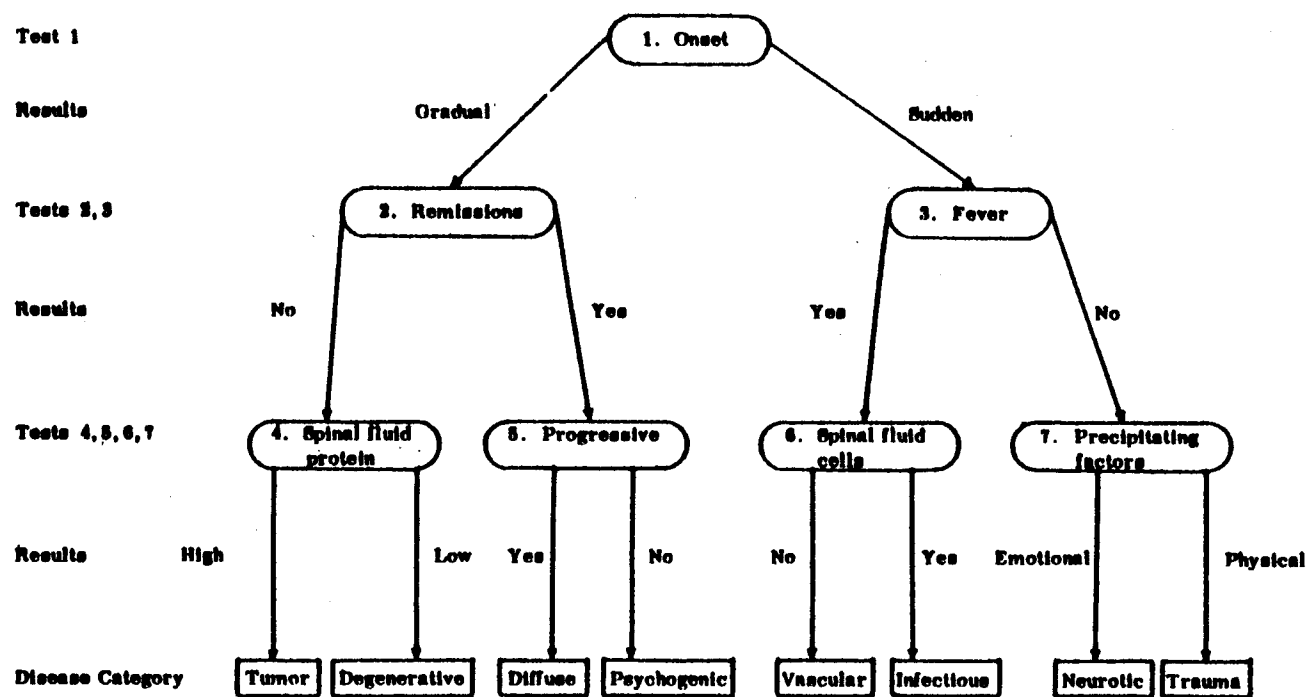 Test 1
1. Onset
Results
Gradual
Sudden
Tests 2, 3
2. Remissions
3. Fever
Results
No
Yes
Yes
No
Tests 4, 5, 6, 7
4. Spinal fluid
protein
5. Progressive
6. Spinal fluid
cells
7. Precipitating
factors
Results
High
Low
Yes
No
No
Yes
Emotional
Physical
Disease Category
Tumor
Degenerative
Diffuse
Psychogenic
Vascular
Infectious
Neurotic
Trauma